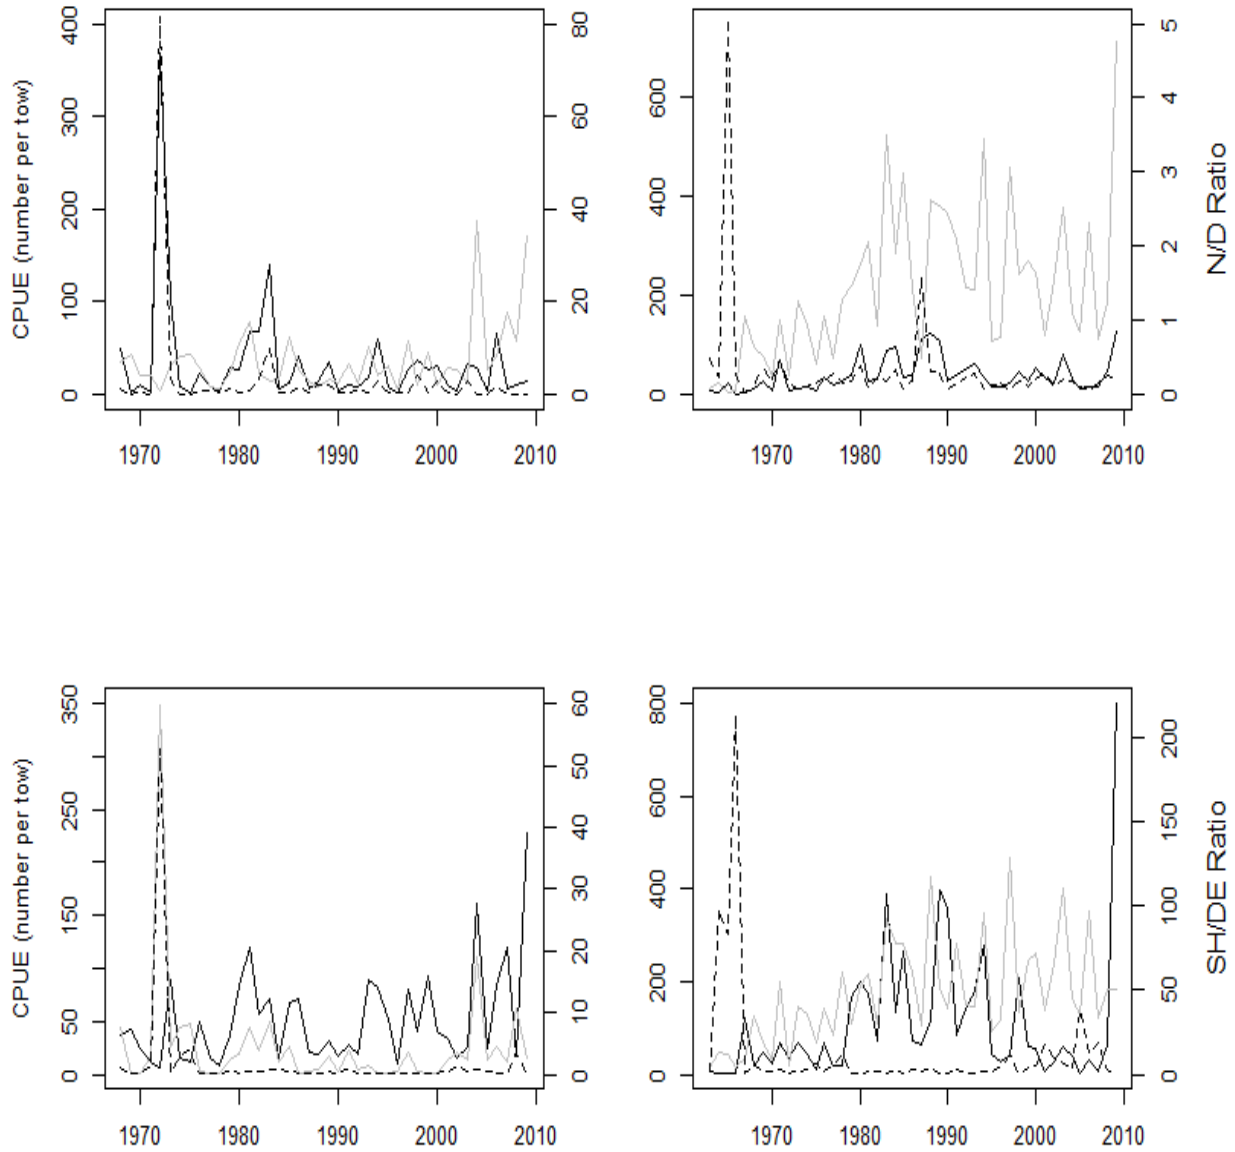 CPUE (number per tow)
0 100 200 300 400
0 20 40 60 80
1970 1980 1990 2000 2010
0 200 400 600
0 1 2 3 4 5
N/D Ratio
1970 1980 1990 2000 2010
CPUE (number per tow)
0 50 150 250 350
0 10 20 30 40 50 60
1970 1980 1990 2000 2010
0 200 400 600 800
0 50 100 150 200
SH/DE Ratio
1970 1980 1990 2000 2010